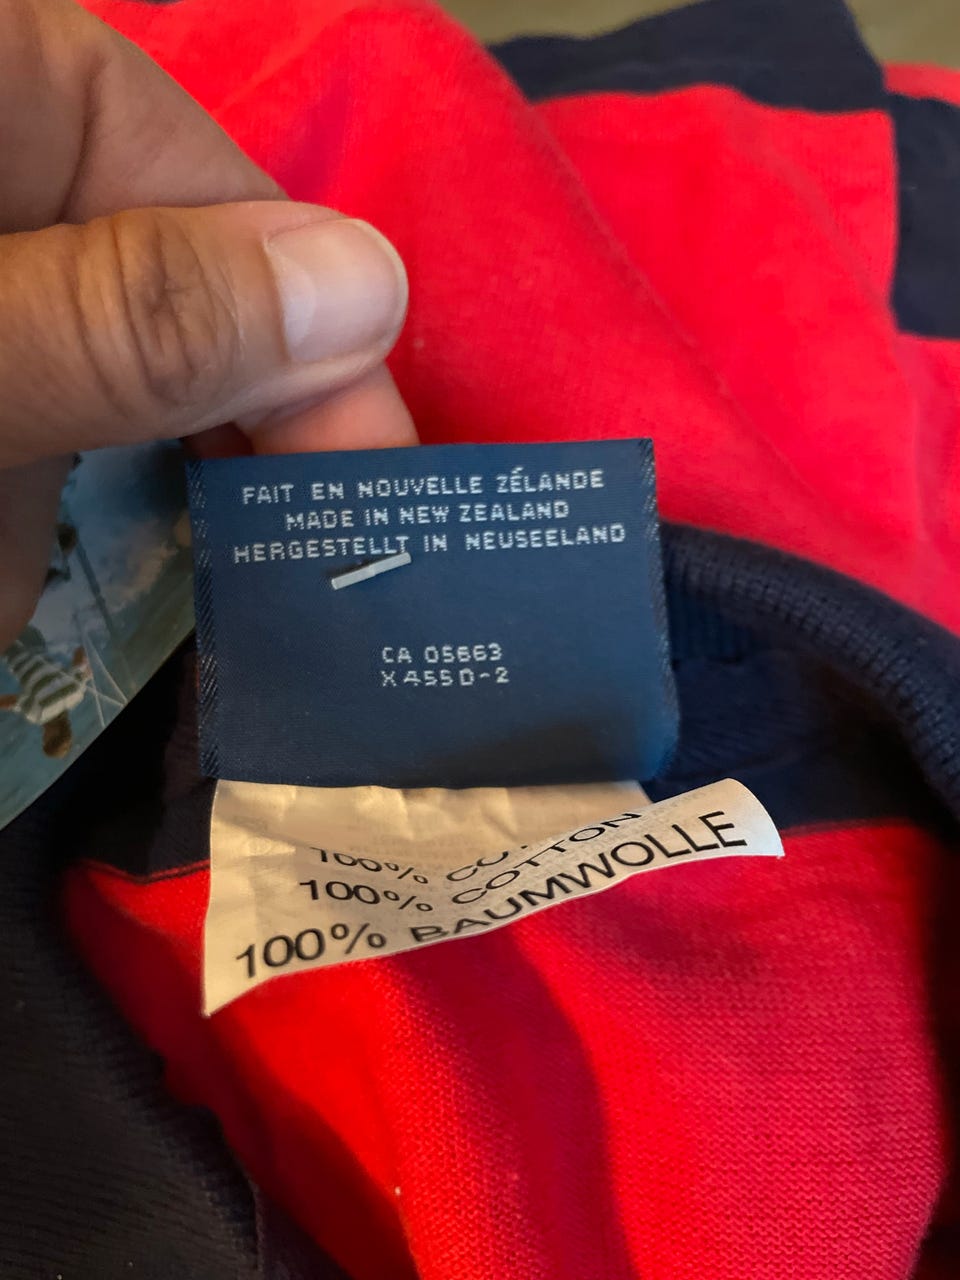 FAIT EN NOUVELLE ZÉLANDE
MADE IN NEW ZEALAND
HERGESTELLT IN NEUSEELAND
CA 05663
X455D-2
100%
100% COTTON
100% BAUMWOLLE